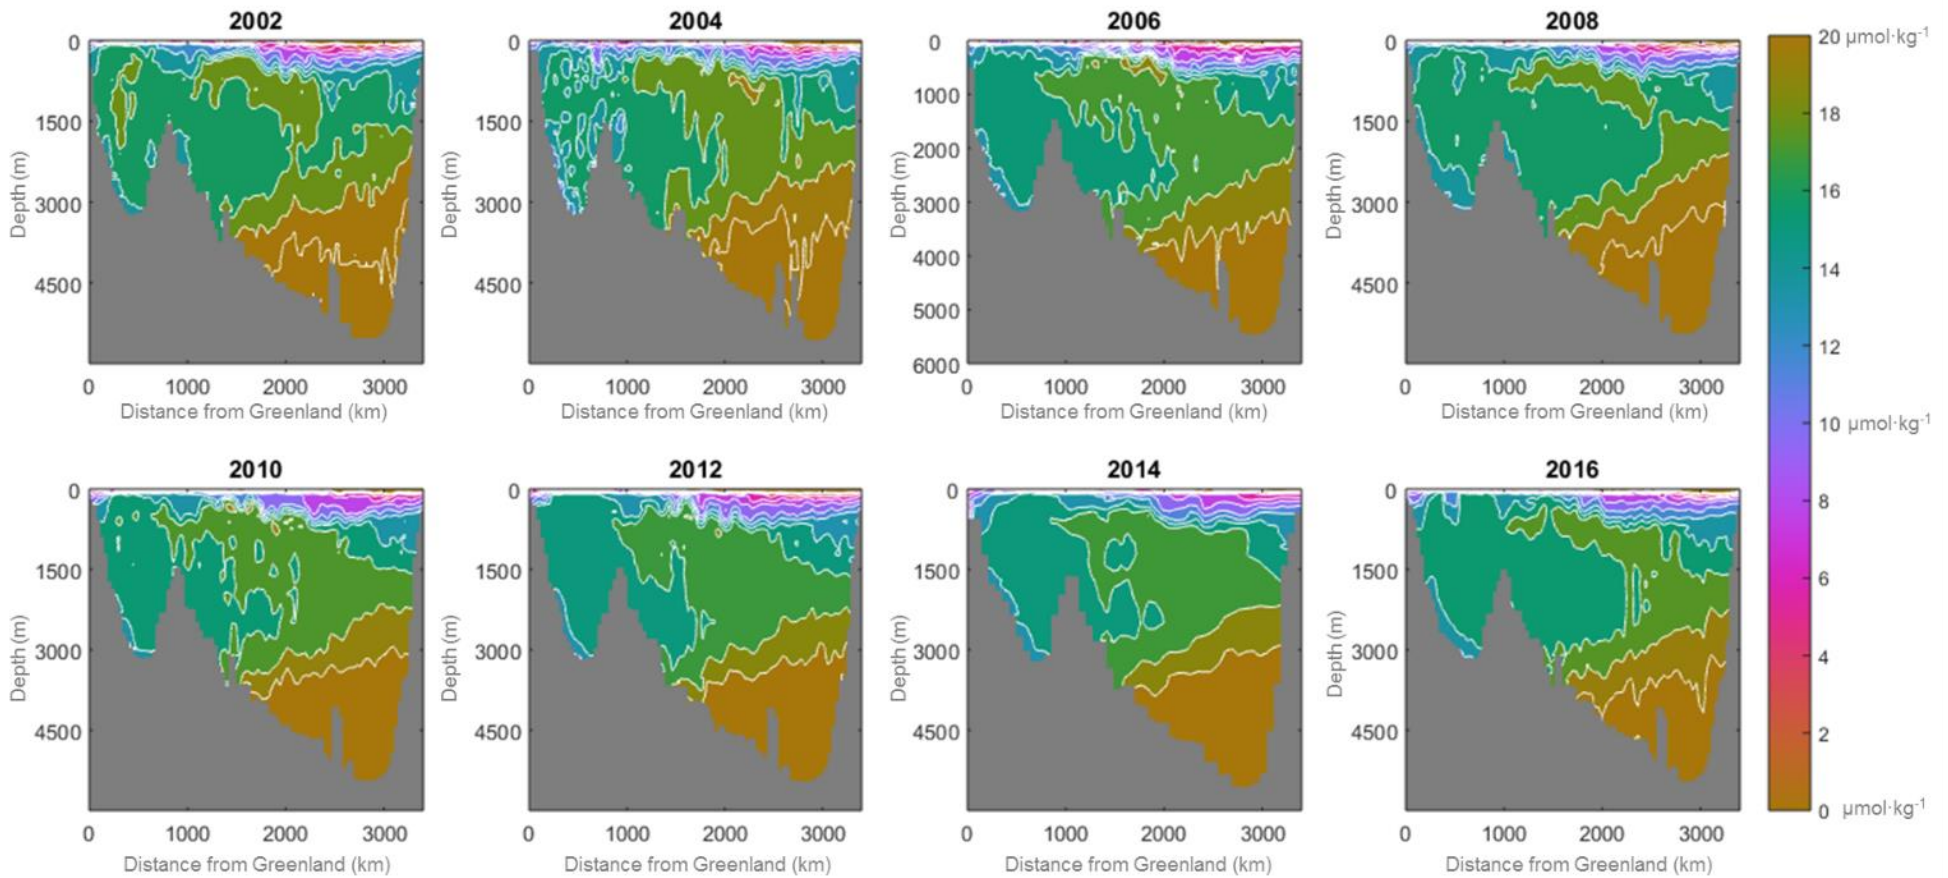 2002
2004
2006
2008
0
1500
3000
4500
Depth (m)
0 1000 2000 3000
Distance from Greenland (km)
0
1500
3000
4500
Depth (m)
0 1000 2000 3000
Distance from Greenland (km)
0
1000
2000
3000
4000
5000
6000
Depth (m)
0 1000 2000 3000
Distance from Greenland (km)
0
1500
3000
4500
Depth (m)
0 1000 2000 3000
Distance from Greenland (km)
20 μmol·kg⁻¹
18
16
14
12
10 μmol·kg⁻¹
8
6
4
2
0 μmol·kg⁻¹
2010
2012
2014
2016
0
1500
3000
4500
Depth (m)
0 1000 2000 3000
Distance from Greenland (km)
0
1500
3000
4500
Depth (m)
0 1000 2000 3000
Distance from Greenland (km)
0
1500
3000
4500
Depth (m)
0 1000 2000 3000
Distance from Greenland (km)
0
1500
3000
4500
Depth (m)
0 1000 2000 3000
Distance from Greenland (km)